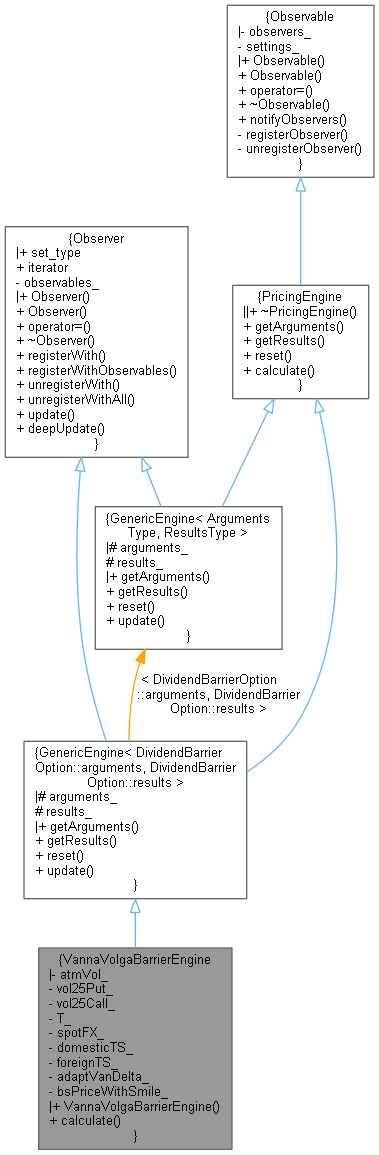 {Observable
|- observers_
- settings_
|+ Observable()
+ Observable()
+ operator=()
+ ~Observable()
+ notifyObservers()
- registerObserver()
- unregisterObserver()
}
{Observer
|+ set_type
+ iterator
- observables_
|+ Observer()
+ Observer()
+ operator=()
+ ~Observer()
+ registerWith()
+ registerWithObservables()
+ unregisterWith()
+ unregisterWithAll()
+ update()
+ deepUpdate()
}
{PricingEngine
||+ ~PricingEngine()
+ getArguments()
+ getResults()
+ reset()
+ calculate()
}
{GenericEngine< Arguments
Type, ResultsType >
|# arguments_
# results_
|+ getArguments()
+ getResults()
+ reset()
+ update()
}
< DividendBarrierOption
::arguments, DividendBarrier
Option::results >
{GenericEngine< DividendBarrier
Option::arguments, DividendBarrier
Option::results >
|# arguments_
# results_
|+ getArguments()
+ getResults()
+ reset()
+ update()
}
{VannaVolgaBarrierEngine
|- atmVol_
- vol25Put_
- vol25Call_
- T_
- spotFX_
- domesticTS_
- foreignTS_
- adaptVanDelta_
- bsPriceWithSmile_
|+ VannaVolgaBarrierEngine()
+ calculate()
}